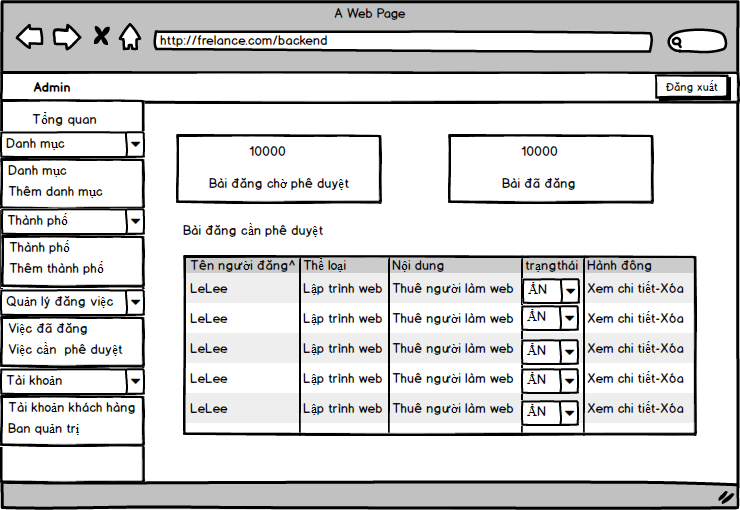 A Web Page
http://frelance.com/backend
Admin
Đăng xuất
Tổng quan
Danh mục
Danh mục
Thêm danh mục
Thành phố
Thành phố
Thêm thành phố
Quản lý đăng việc
Việc đã đăng
Việc cần phê duyệt
Tài khoản
Tài khoản khách hàng
Ban quản trị
10000
Bài đăng chờ phê duyệt
10000
Bài đã đăng
Bài đăng cần phê duyệt
Tên người đăng^ Thể loại Nội dung trạngthái Hành đông
LeLee Lập trình web Thuê người làm web ẨN Xem chi tiết-Xóa
LeLee Lập trình web Thuê người làm web ẨN Xem chi tiết-Xóa
LeLee Lập trình web Thuê người làm web ẨN Xem chi tiết-Xóa
LeLee Lập trình web Thuê người làm web ẨN Xem chi tiết-Xóa
LeLee Lập trình web Thuê người làm web ẨN Xem chi tiết-Xóa